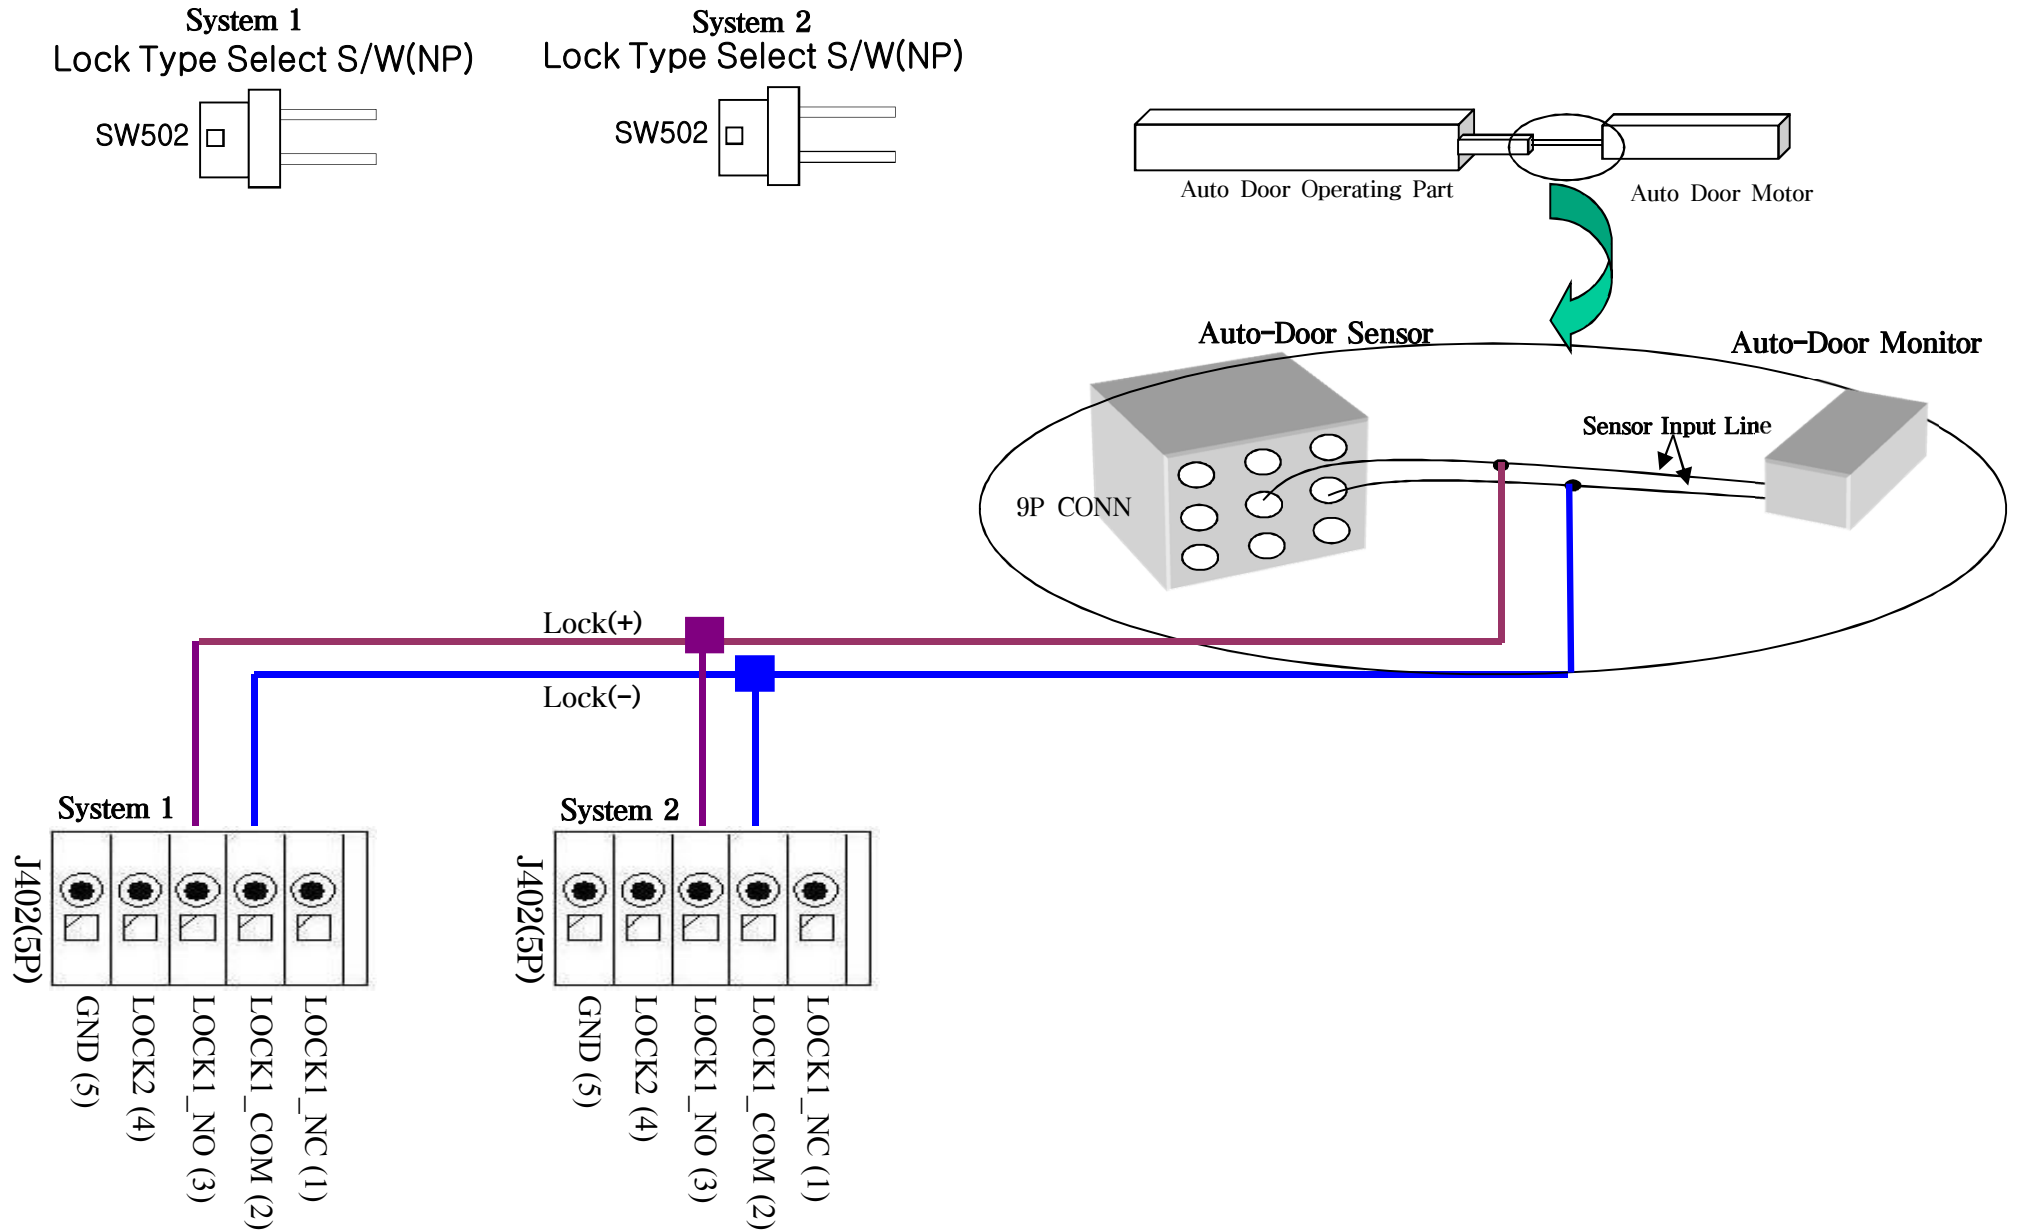 System 1
Lock Type Select S/W(NP)
SW502
System 2
Lock Type Select S/W(NP)
SW502
Auto Door Operating Part
Auto Door Motor
Auto-Door Sensor
Auto-Door Monitor
Sensor Input Line
9P CONN
Lock(+)
Lock(-)
System 1
J402(5P)
GND (5)
LOCK2 (4)
LOCK1_NO (3)
LOCK1_COM (2)
LOCK1_NC (1)
System 2
J402(5P)
GND (5)
LOCK2 (4)
LOCK1_NO (3)
LOCK1_COM (2)
LOCK1_NC (1)